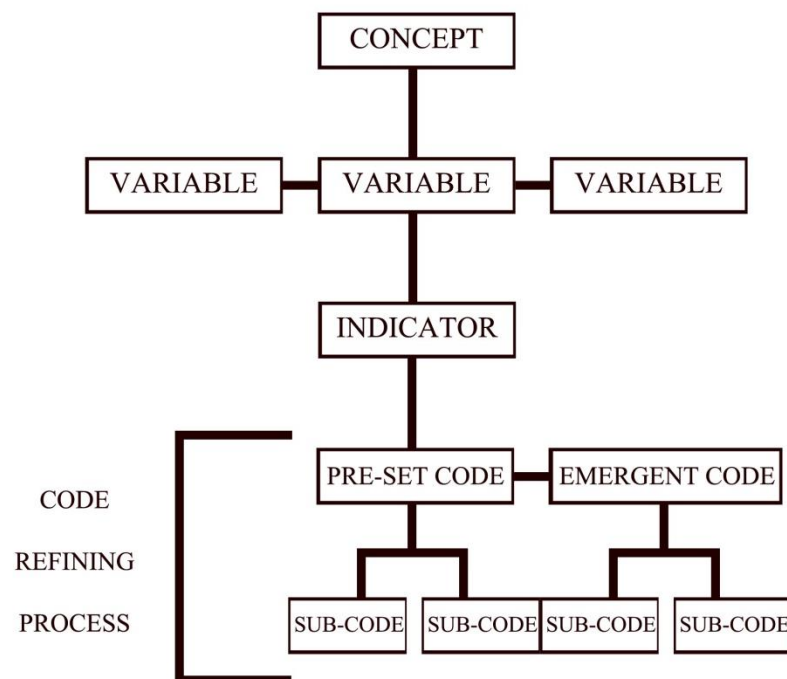 CONCEPT
VARIABLE VARIABLE VARIABLE
INDICATOR
PRE-SET CODE EMERGENT CODE
CODE
REFINING
PROCESS
SUB-CODE SUB-CODE SUB-CODE SUB-CODE